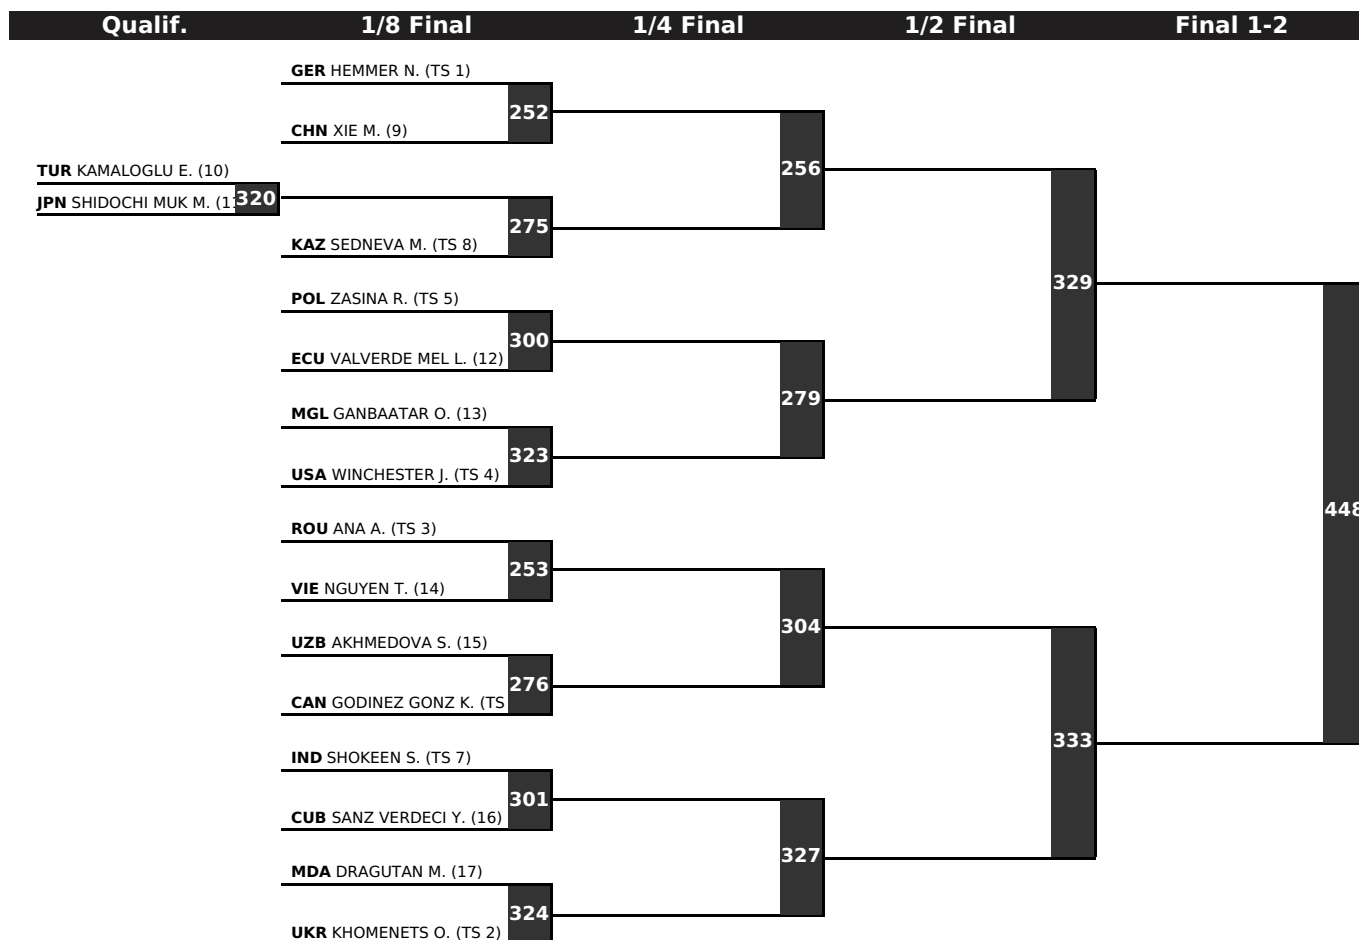 Qualif. 1/8 Final 1/4 Final 1/2 Final Final 1-2
GER HEMMER N. (TS 1)
252
CHN XIE M. (9)
TUR KAMALOGLU E. (10)
256
JPN SHIDOCHI MUK M. (11 320
275
KAZ SEDNEVA M. (TS 8)
329
POL ZASINA R. (TS 5)
300
ECU VALVERDE MEL L. (12)
279
MGL GANBAATAR O. (13)
323
USA WINCHESTER J. (TS 4)
448
ROU ANA A. (TS 3)
253
VIE NGUYEN T. (14)
304
UZB AKHMEDOVA S. (15)
276
CAN GODINEZ GONZ K. (TS
333
IND SHOKEEN S. (TS 7)
301
CUB SANZ VERDECI Y. (16)
327
MDA DRAGUTAN M. (17)
324
UKR KHOMENETS O. (TS 2)